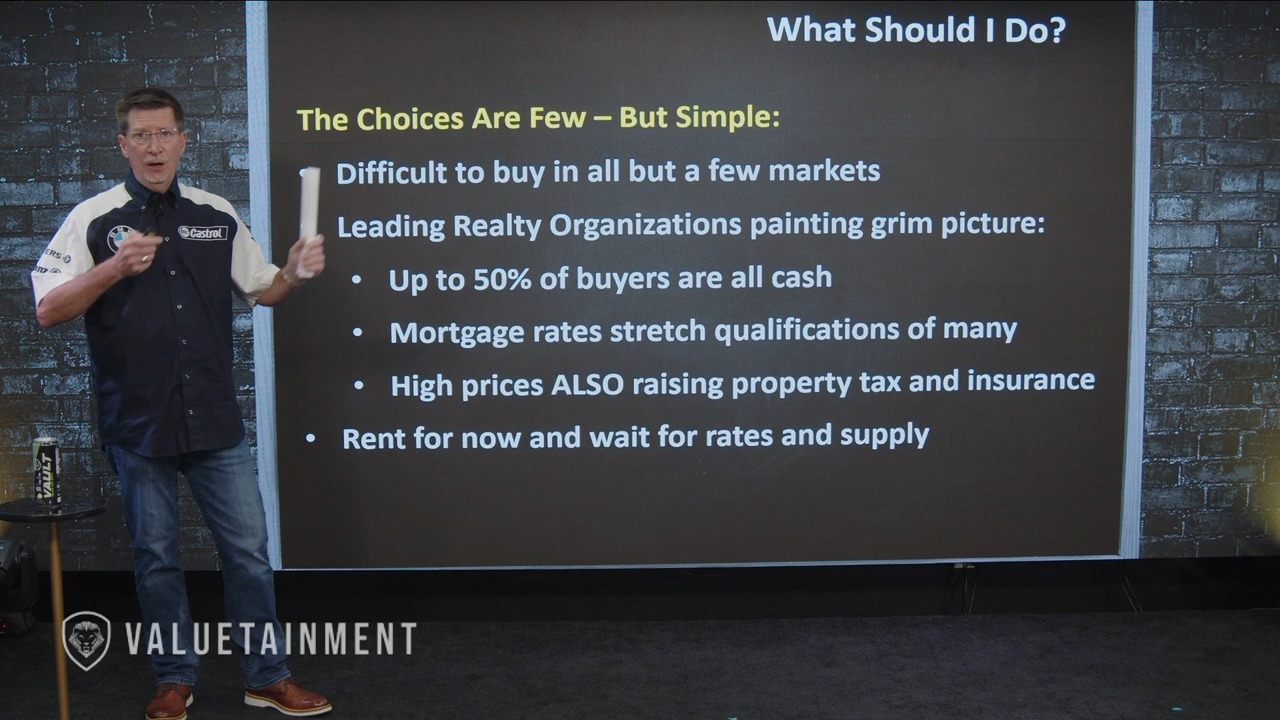 What Should I Do?
The Choices Are Few – But Simple:
• Difficult to buy in all but a few markets
Leading Realty Organizations painting grim picture:
• Up to 50% of buyers are all cash
• Mortgage rates stretch qualifications of many
• High prices ALSO raising property tax and insurance
• Rent for now and wait for rates and supply
Castrol
VAULT
VALUETAINMENT